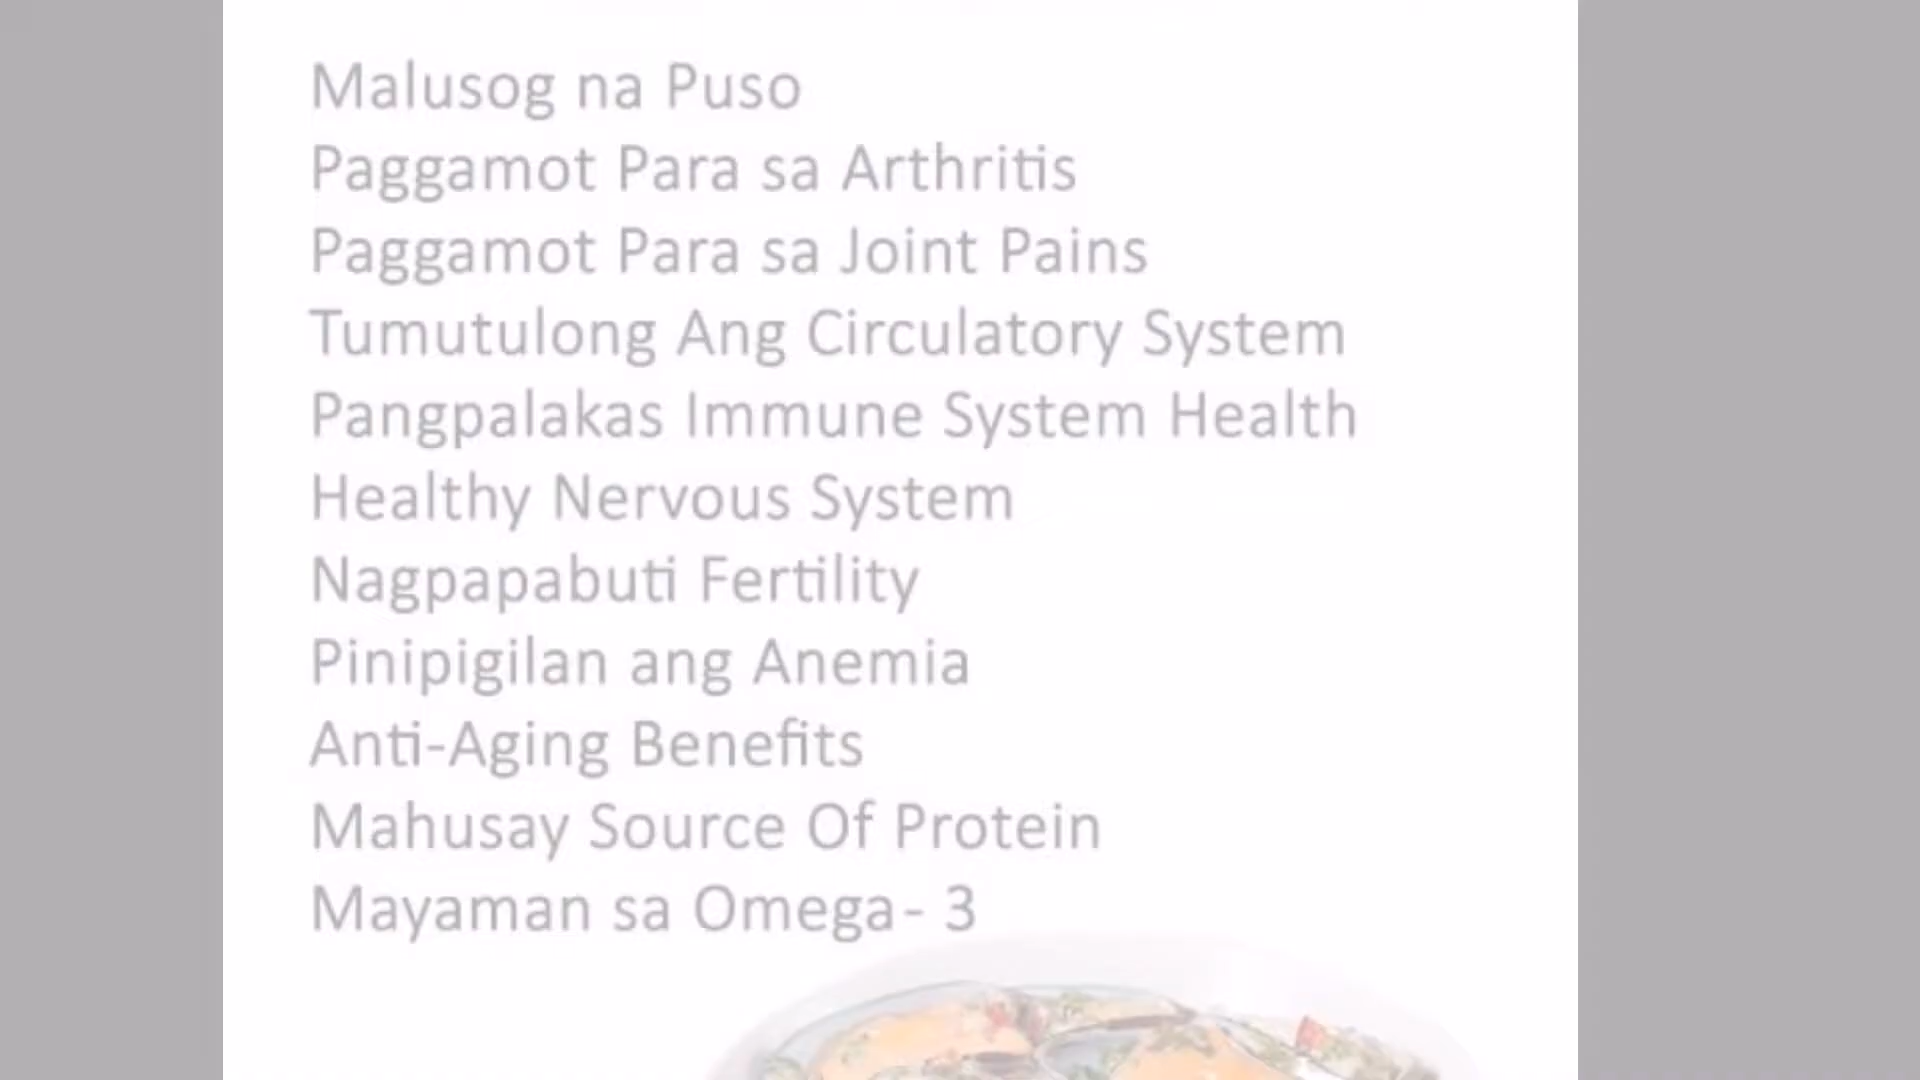 Malusog na Puso
Paggamot Para sa Arthritis
Paggamot Para sa Joint Pains
Tumutulong Ang Circulatory System
Pangpalakas Immune System Health
Healthy Nervous System
Nagpapabuti Fertility
Pinipigilan ang Anemia
Anti-Aging Benefits
Mahusay Source Of Protein
Mayaman sa Omega- 3